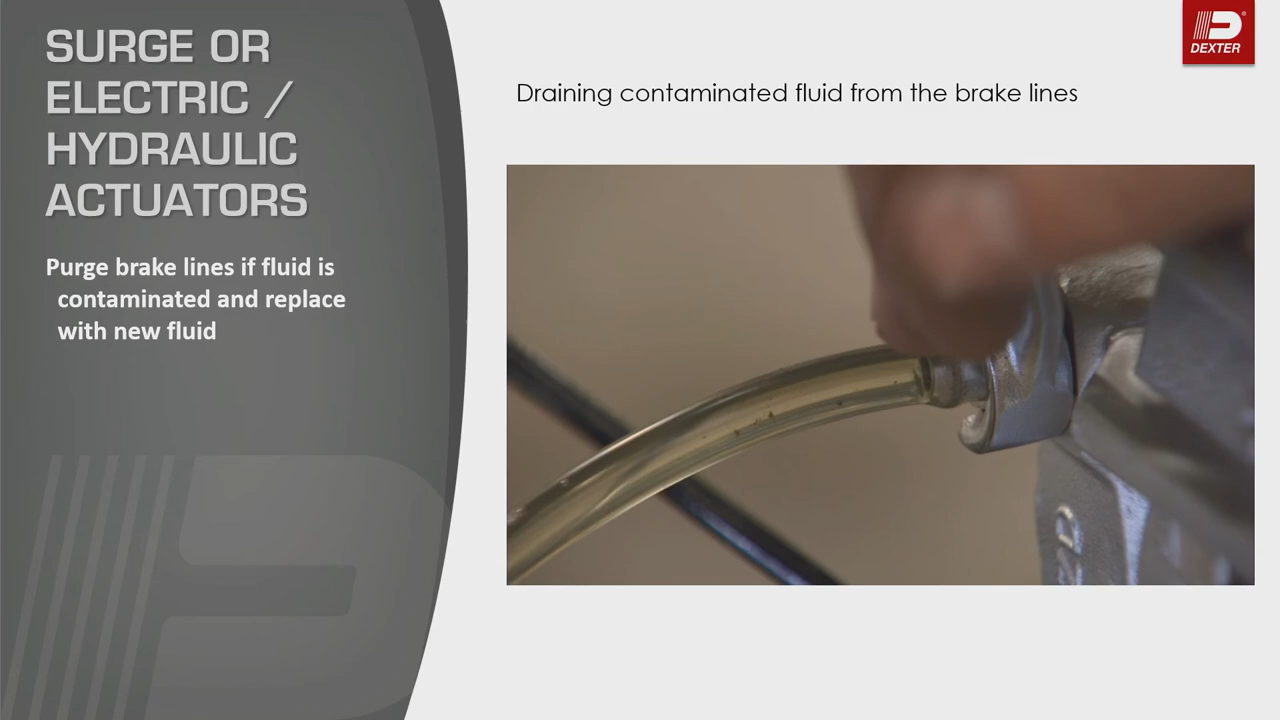 SURGE OR
ELECTRIC /
HYDRAULIC
ACTUATORS
Purge brake lines if fluid is
contaminated and replace
with new fluid
DEXTER
Draining contaminated fluid from the brake lines